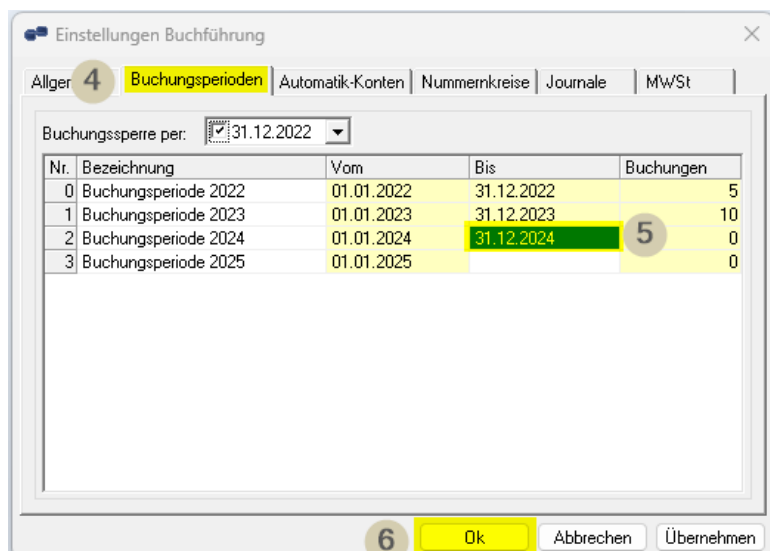 Einstellungen Buchführung
Allger 4 Buchungsperioden Automatik-Konten Nummernkreise Journale MWSt
Buchungssperre per: 31.12.2022
Nr. Bezeichnung Vom Bis Buchungen
0 Buchungsperiode 2022 01.01.2022 31.12.2022 5
1 Buchungsperiode 2023 01.01.2023 31.12.2023 10
2 Buchungsperiode 2024 01.01.2024 31.12.2024 5 0
3 Buchungsperiode 2025 01.01.2025 0
6 Ok Abbrechen Übernehmen